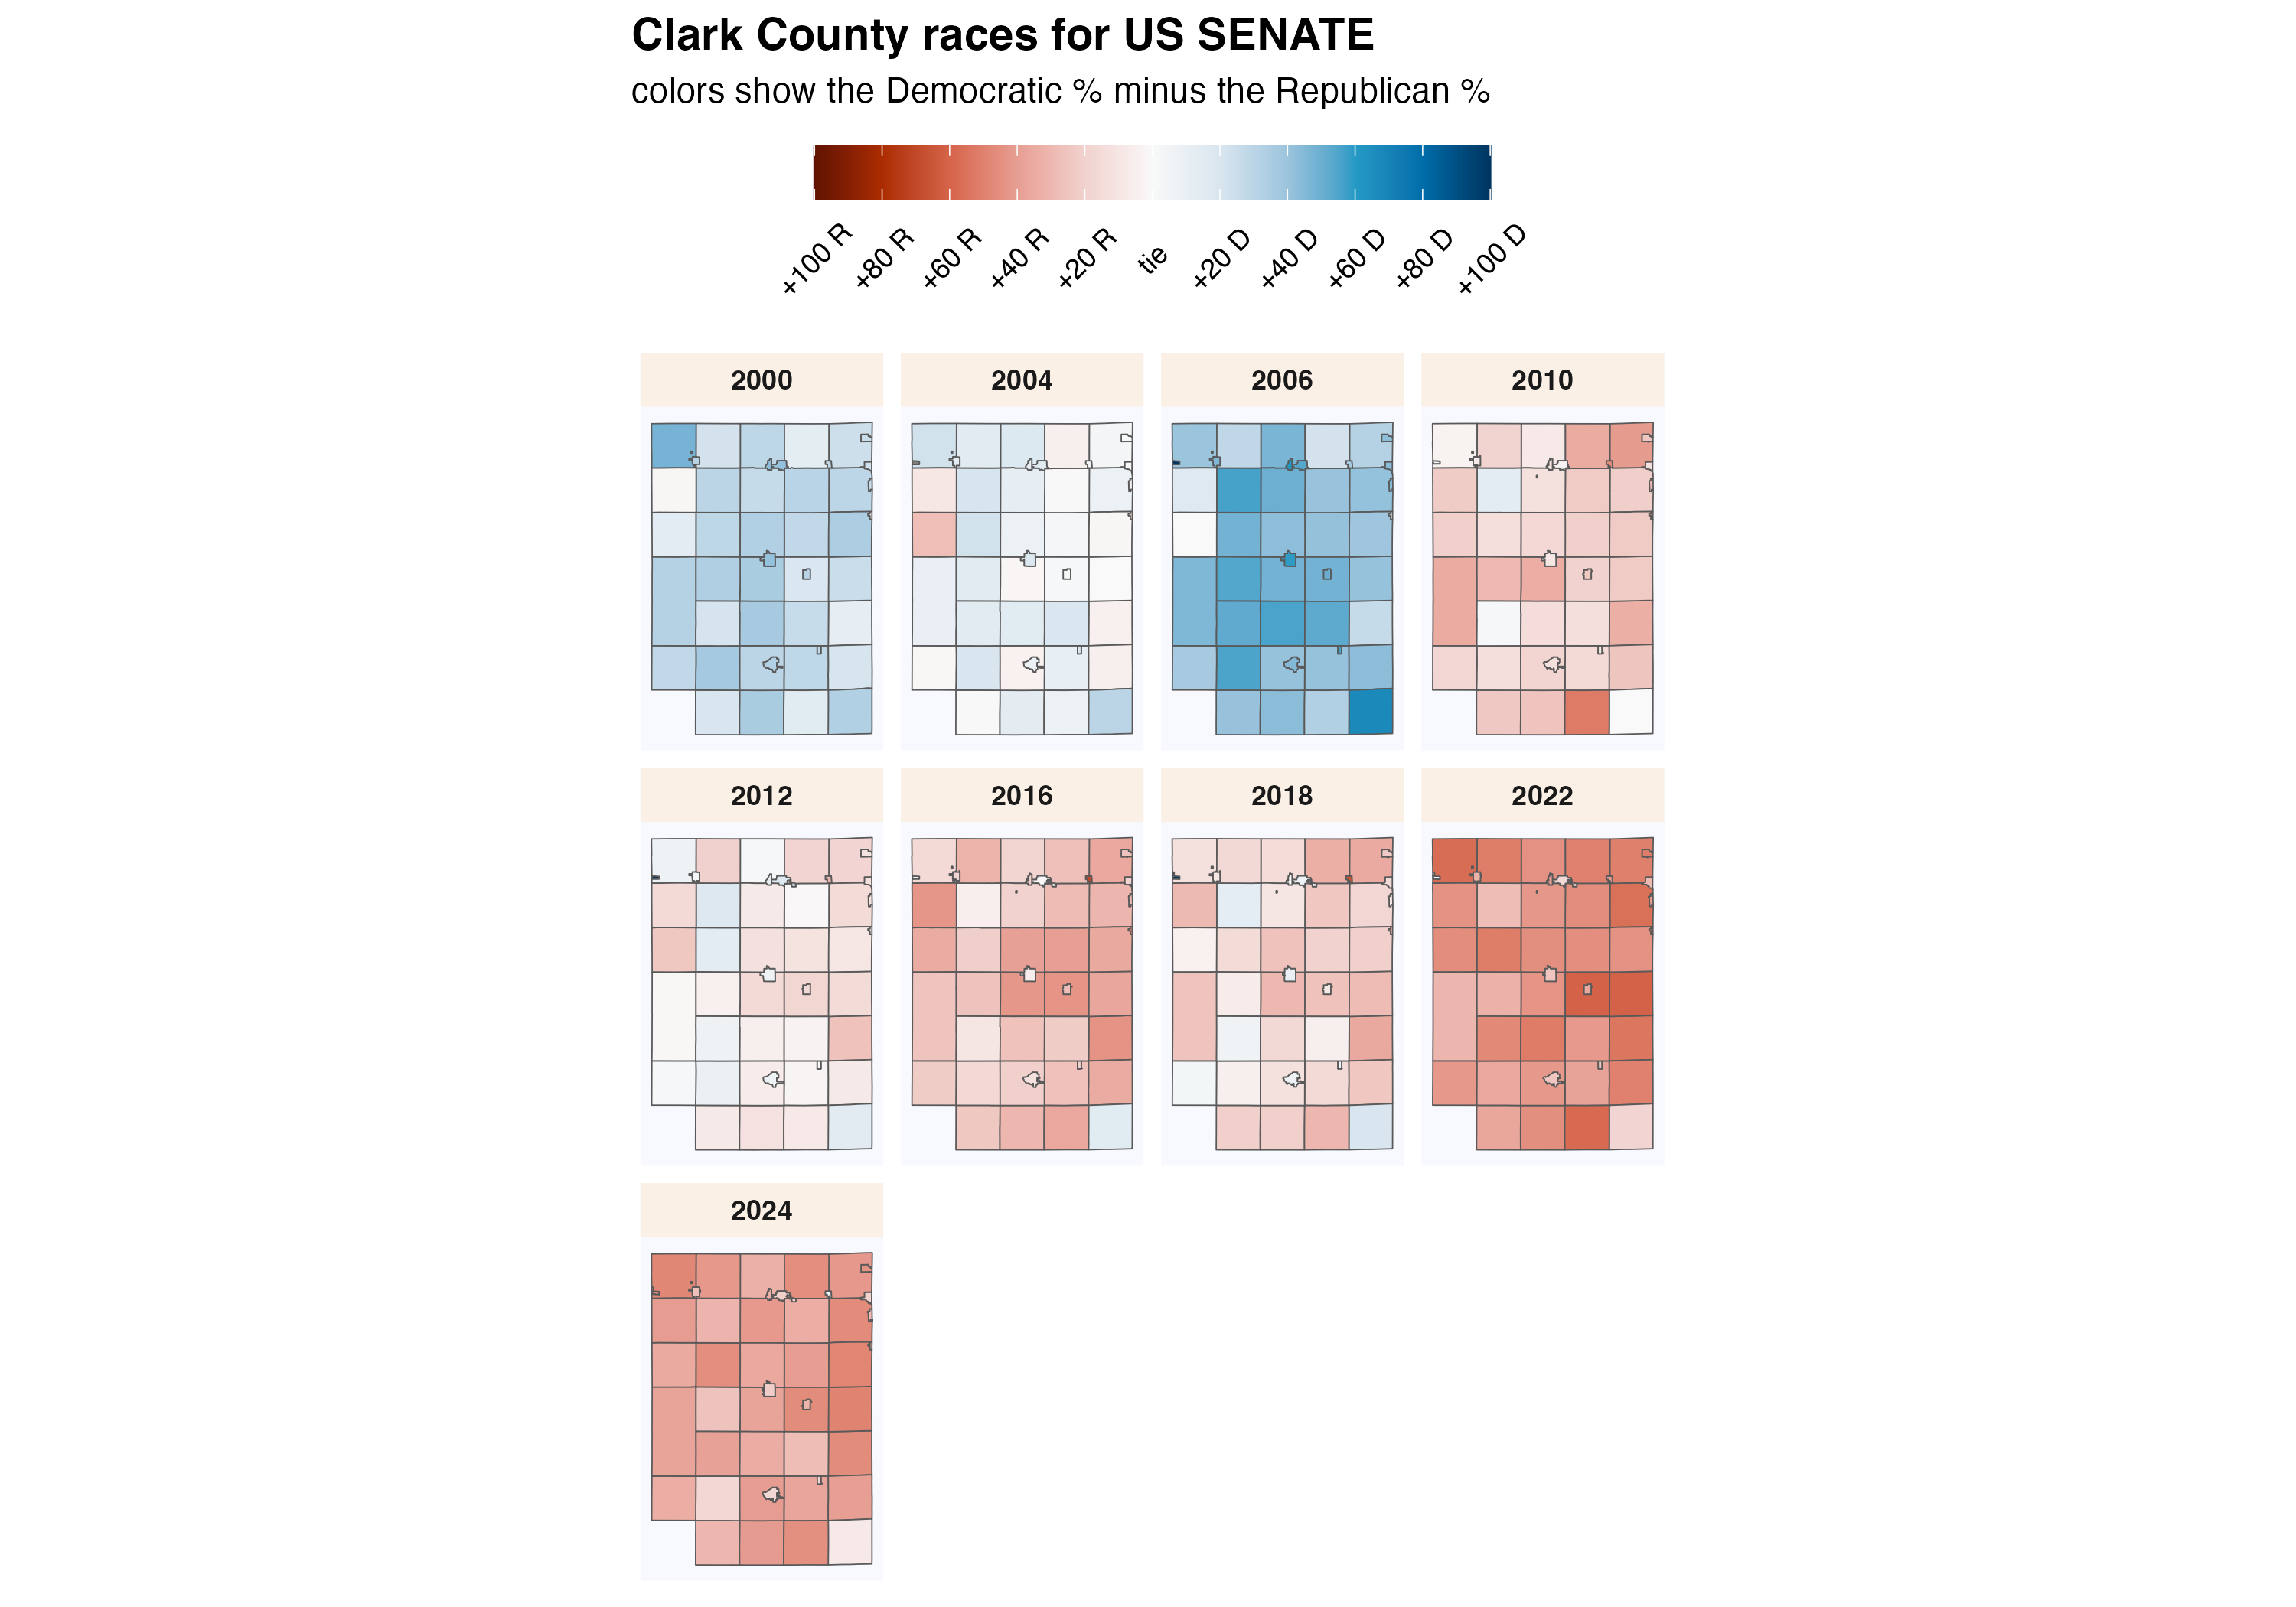 Clark County races for US SENATE
colors show the Democratic % minus the Republican %
+100 R
+80 R
+60 R
+40 R
+20 R
tie
+20 D
+40 D
+60 D
+80 D
+100 D
2000
2004
2006
2010
2012
2016
2018
2022
2024